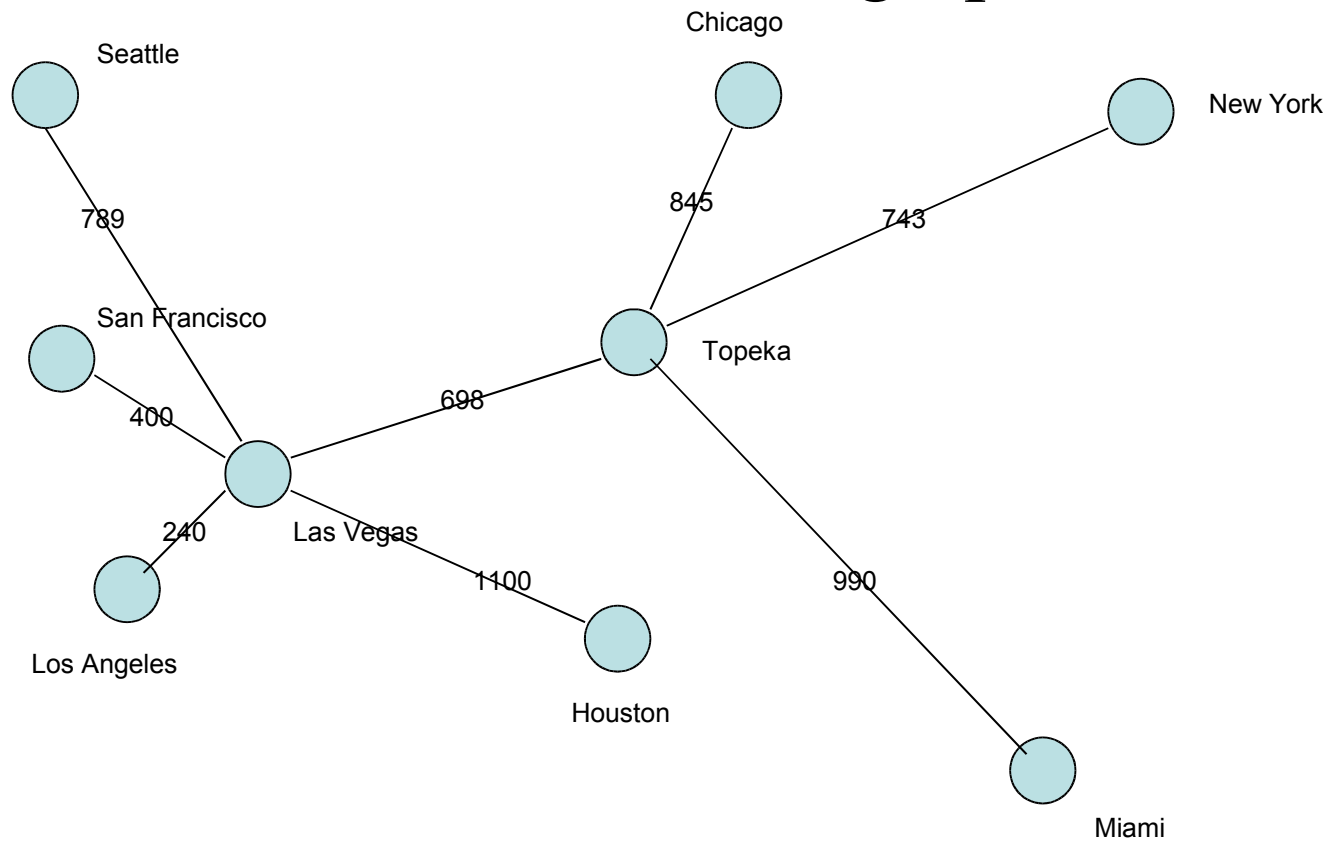 Chicago
Seattle
New York
845
743
789
San Francisco
Topeka
698
400
240
Las Vegas
1100
990
Los Angeles
Houston
Miami